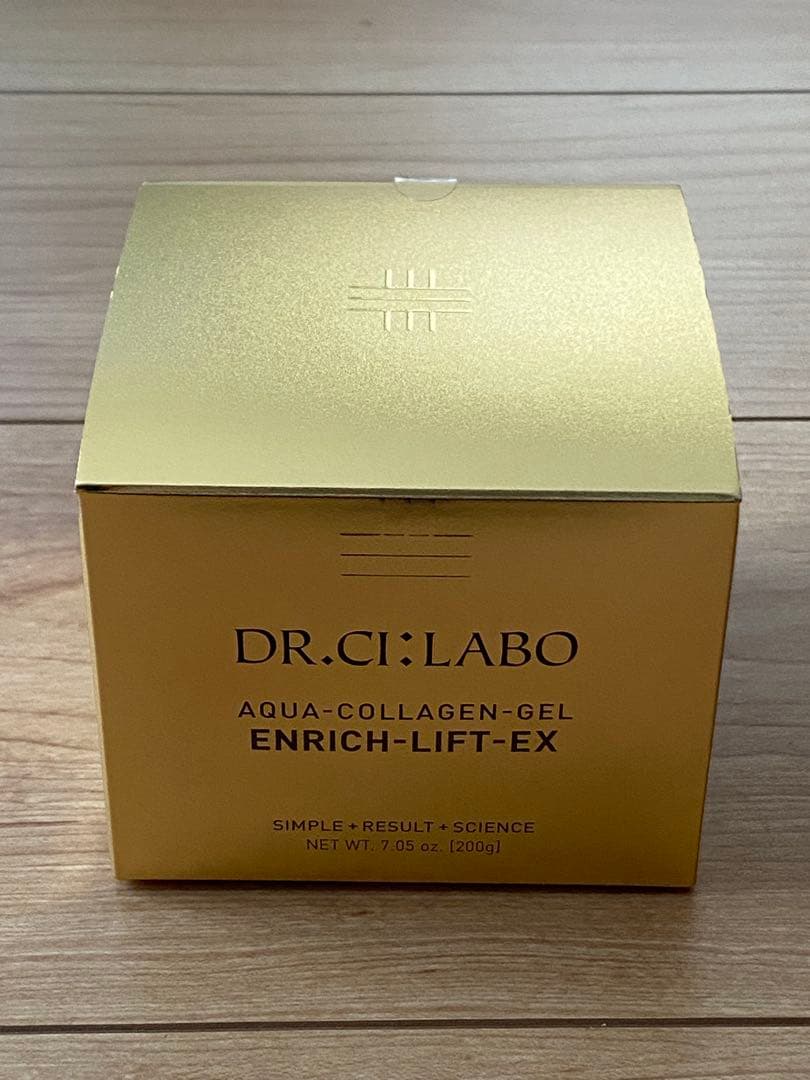 DR.CI:LABO
AQUA-COLLAGEN-GEL
ENRICH-LIFT-EX
SIMPLE+RESULT+SCIENCE
NET WT. 7.05 oz. [200g]